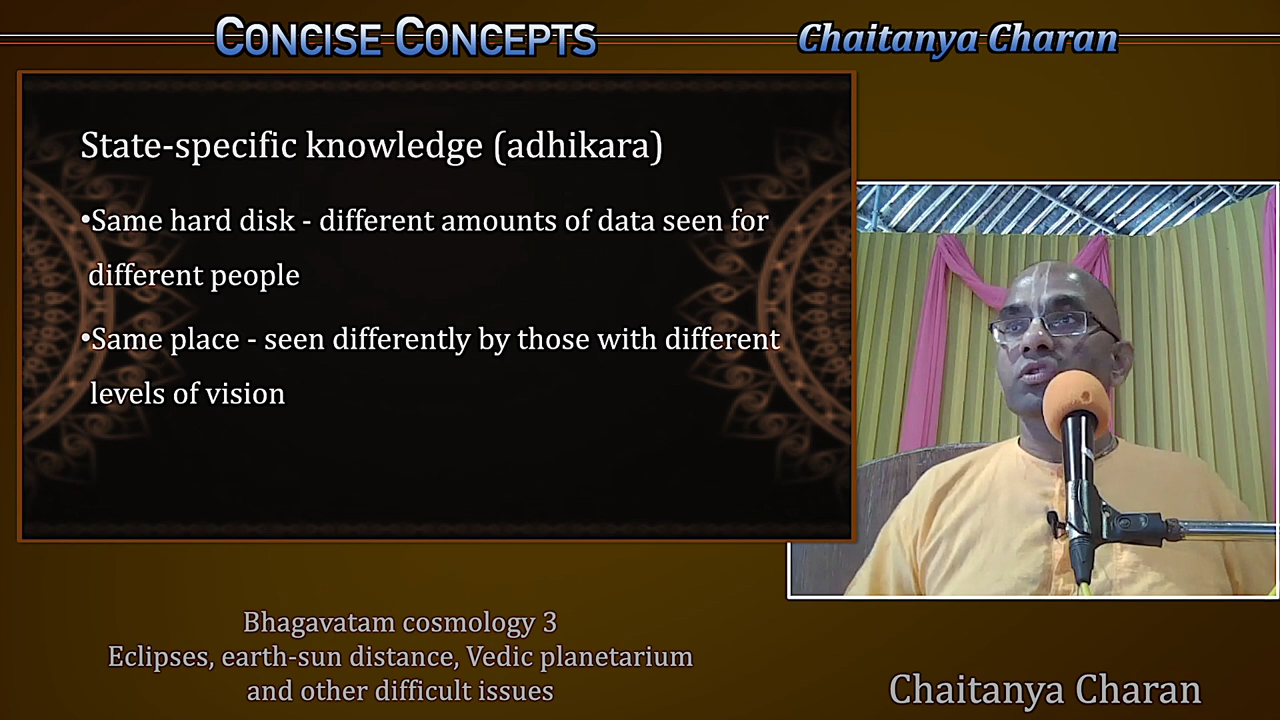 CONCISE CONCEPTS
Chaitanya Charan
State-specific knowledge (adhikara)
•Same hard disk - different amounts of data seen for
different people
•Same place - seen differently by those with different
levels of vision
Bhagavatam cosmology 3
Eclipses, earth-sun distance, Vedic planetarium
and other difficult issues
Chaitanya Charan